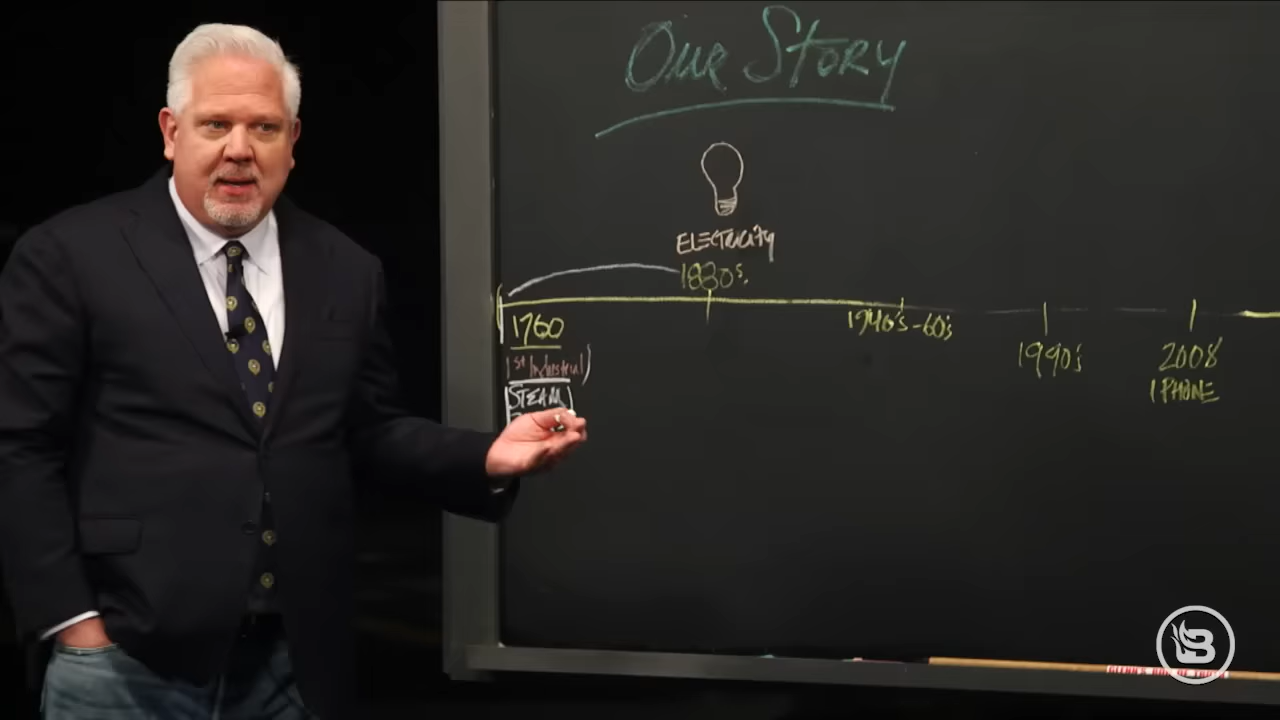 Our Story
ELECTRICITY
1880s.
1760
1st Industrial
STEAM
1940's-60's
1990's
2008
IPHONE
B